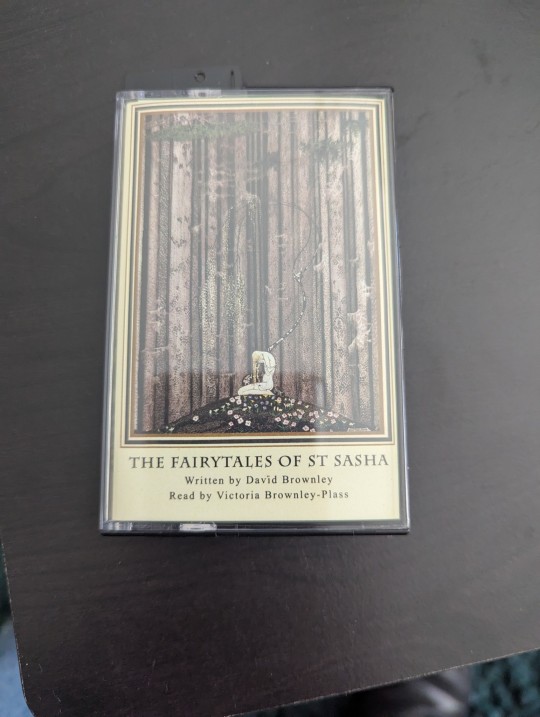 THE FAIRYTALES OF ST SASHA
Written by David Brownley
Read by Victoria Brownley-Plass